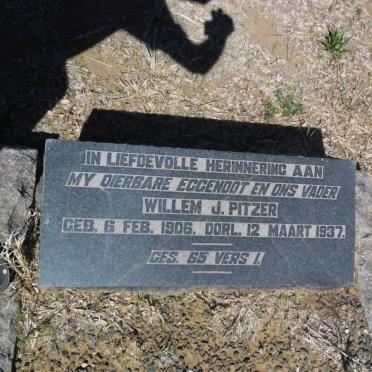 IN LIEFDEVOLLE HERINNERING AAN
MY DIERBARE EGGENOOT EN ONS VADER
WILLEM J. PITZER
GEB. 6 FEB. 1906. OORL. 12 MAART 1937.
GES. 65 VERS 1.